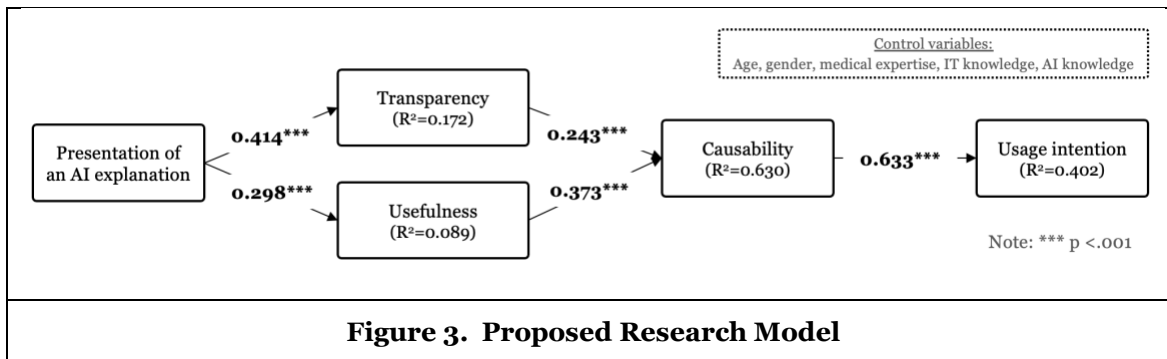 Control variables:
Age, gender, medical expertise, IT knowledge, AI knowledge
Transparency
(R²=0.172)
0.414***
0.243***
Presentation of
an AI explanation
Causability
(R²=0.630)
0.633***
Usage intention
(R²=0.402)
0.298***
0.373***
Usefulness
(R²=0.089)
Note: *** p <.001
Figure 3. Proposed Research Model